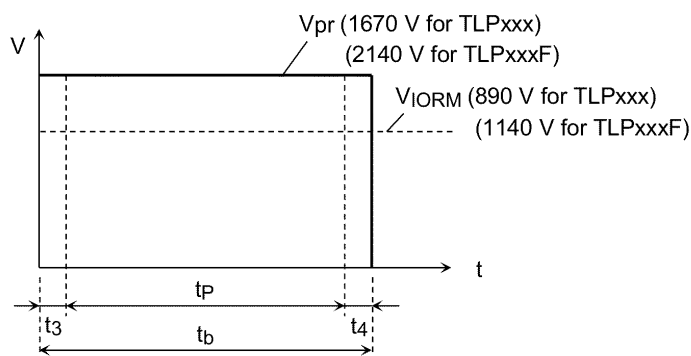 Vpr (1670 V for TLPxxx)
V
(2140 V for TLPxxxF)
VIORM (890 V for TLPxxx)
(1140 V for TLPxxxF)
t
tP
t3
t4
tb